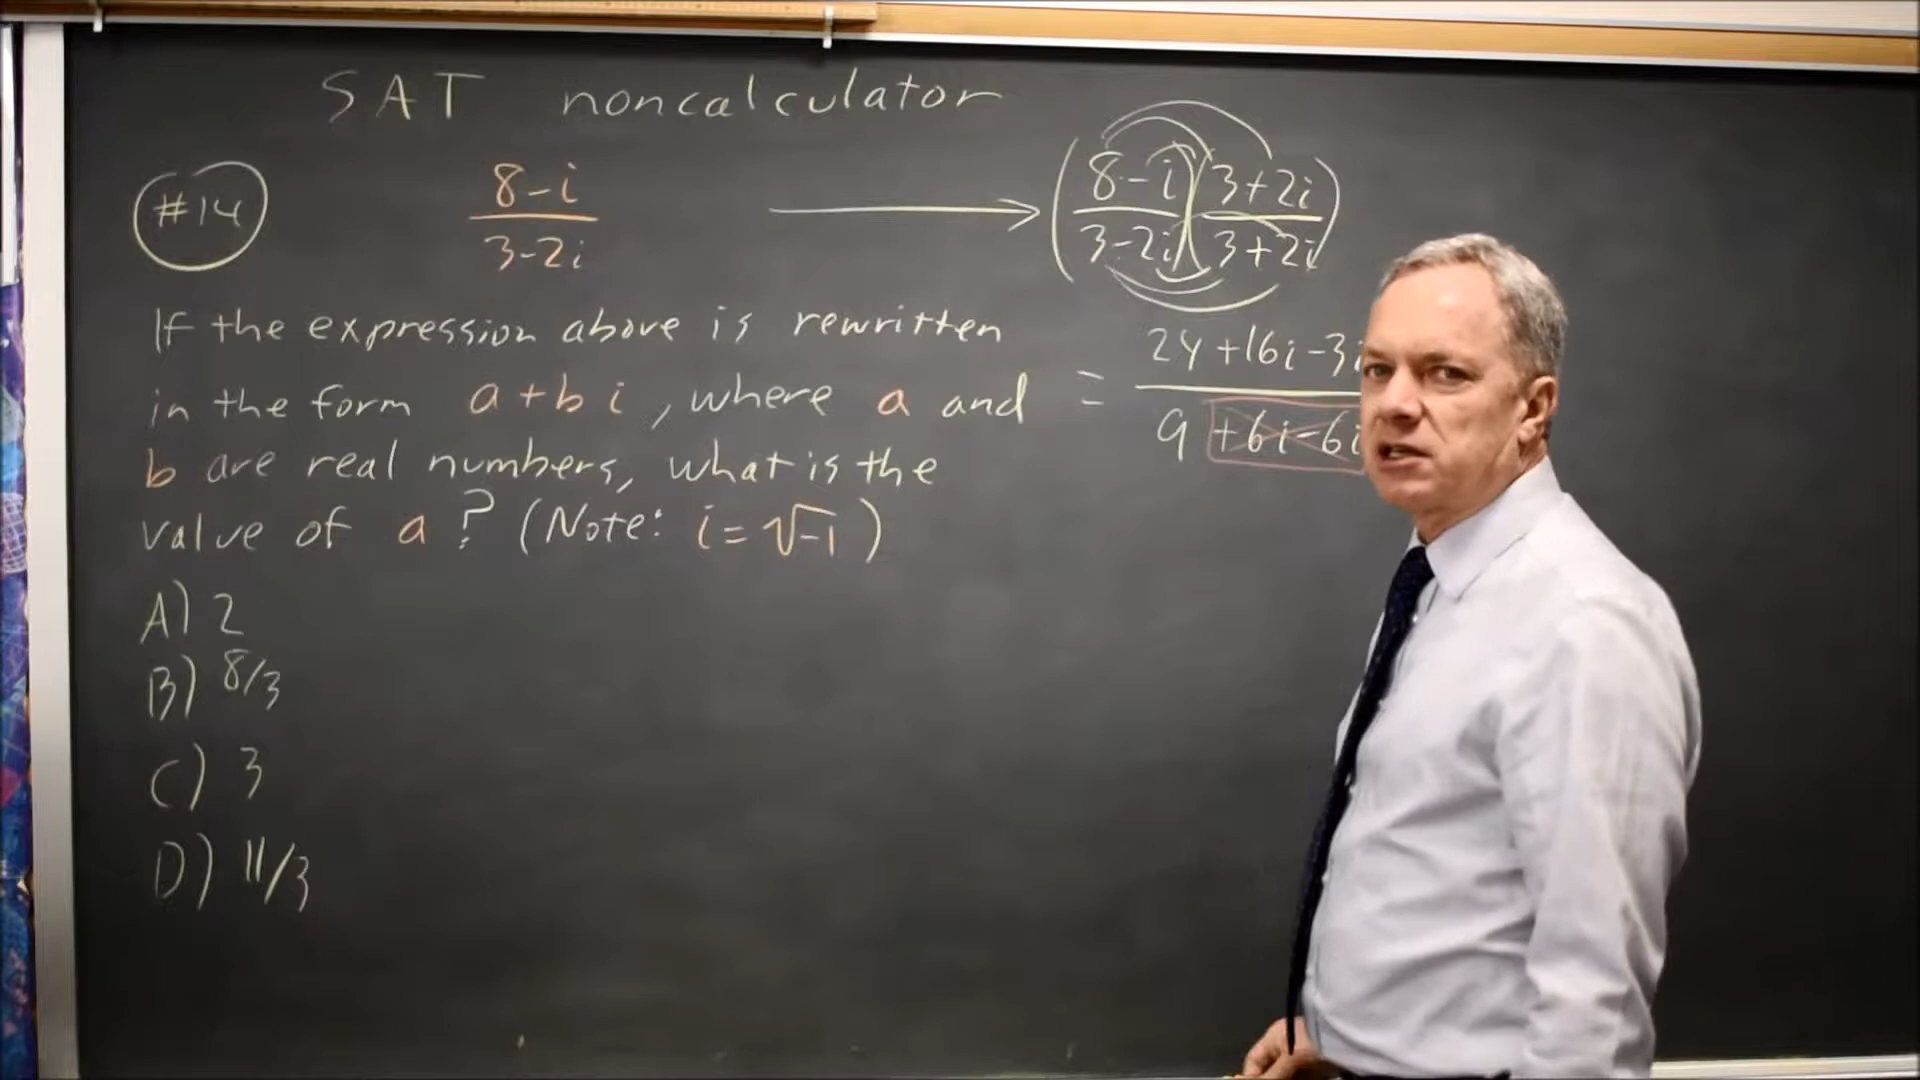 SAT noncalculator
#14
8-i
3-2i
If the expression above is rewritten
in the form a+bi, where a and
b are real numbers, what is the
value of a? (Note: i=√-1)
A) 2
B) 8/3
C) 3
D) 11/3
(8-i)(3+2i)
(3-2i)(3+2i)
= 24+16i-3i
9+6i-6i